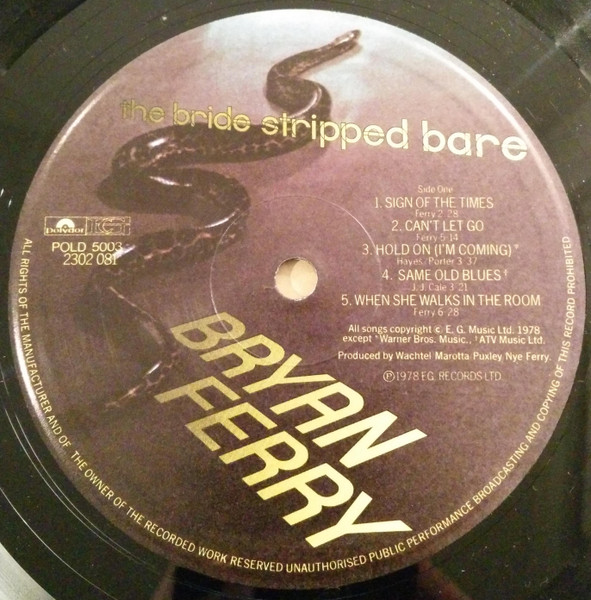 the bride stripped bare
Side One
1. SIGN OF THE TIMES
Ferry 2·28
2. CAN'T LET GO
Ferry 5·14
3. HOLD ON (I'M COMING)*
Hayes, Porter 3·37
4. SAME OLD BLUES†
J. J. Cale 3·21
5. WHEN SHE WALKS IN THE ROOM
Ferry 6·28
All songs copyright c. E. G. Music Ltd. 1978
except *Warner Bros. Music., †ATV Music Ltd.
Produced by Wachtel Marotta Puxley Nye Ferry.
℗1978 E.G. RECORDS LTD.
polydor EG
POLD 5003
2302 081
BRYAN
FERRY
ALL RIGHTS OF THE MANUFACTURER AND OF THE OWNER OF THE RECORDED WORK RESERVED UNAUTHORISED PUBLIC PERFORMANCE BROADCASTING AND COPYING OF THIS RECORD PROHIBITED